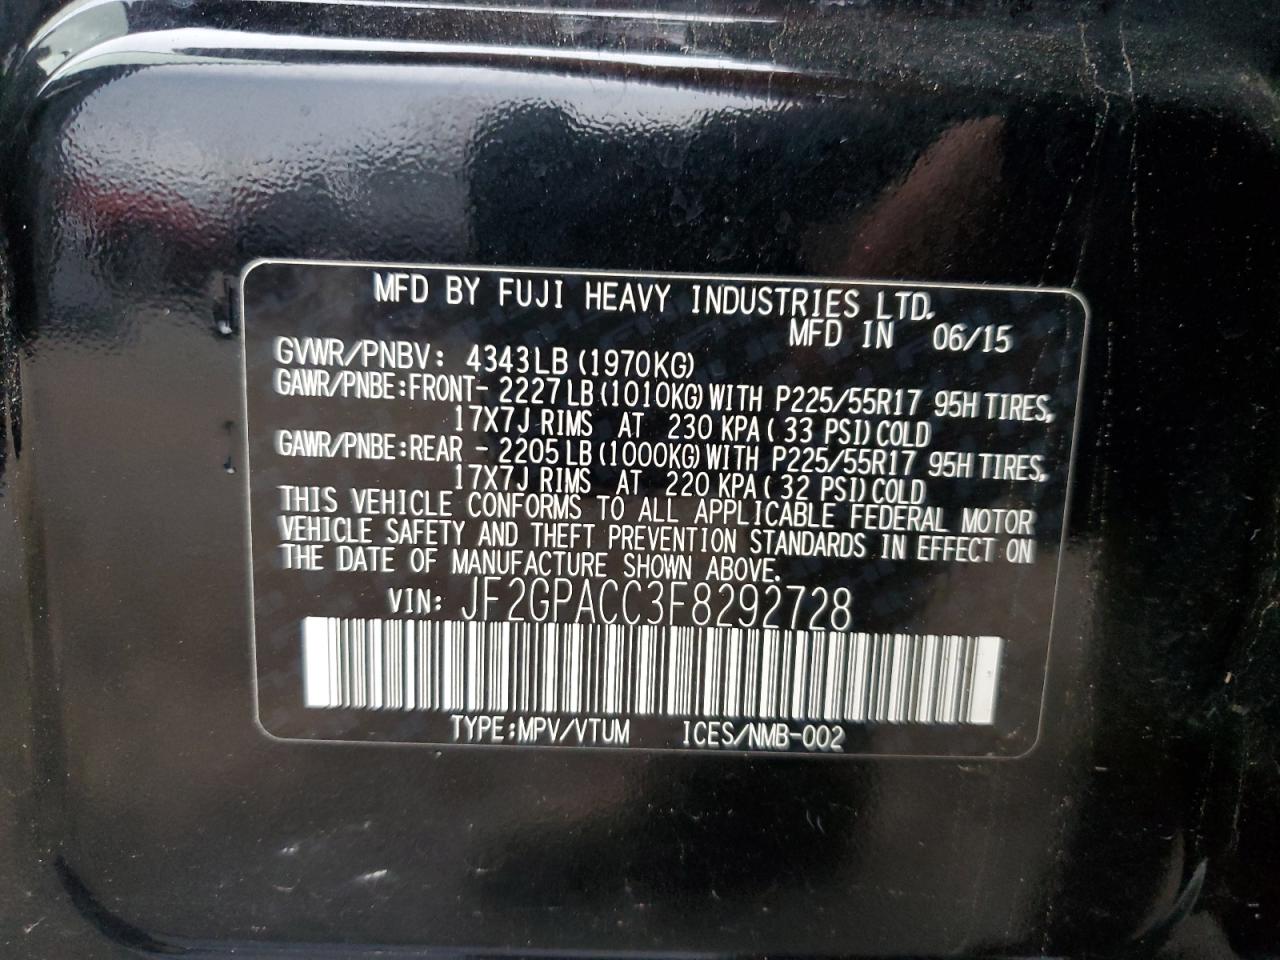 MFD BY FUJI HEAVY INDUSTRIES LTD.
MFD IN 06/15
GVWR/PNBV: 4343LB (1970KG)
GAWR/PNBE:FRONT- 2227LB(1010KG)WITH P225/55R17 95H TIRES,
17X7J RIMS AT 230 KPA( 33 PSI)COLD
GAWR/PNBE:REAR - 2205LB(1000KG)WITH P225/55R17 95H TIRES,
17X7J RIMS AT 220 KPA( 32 PSI)COLD
THIS VEHICLE CONFORMS TO ALL APPLICABLE FEDERAL MOTOR
VEHICLE SAFETY AND THEFT PREVENTION STANDARDS IN EFFECT ON
THE DATE OF MANUFACTURE SHOWN ABOVE.
VIN: JF2GPACC3F8292728
TYPE:MPV/VTUM ICES/NMB-002